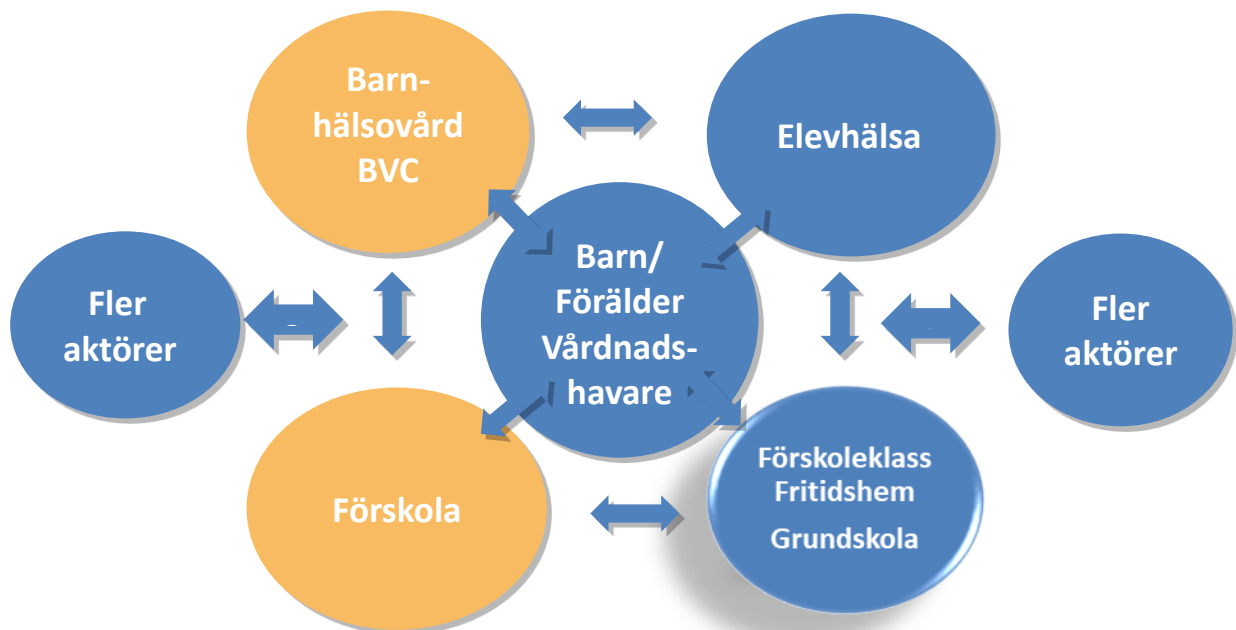 Barn-
hälsovård
BVC
Elevhälsa
Fler
aktörer
Barn/
Förälder
Vårdnads-
havare
Fler
aktörer
Förskola
Förskoleklass
Fritidshem
Grundskola